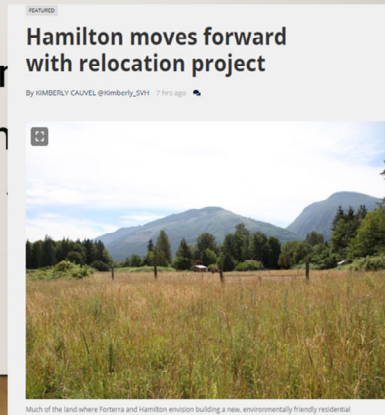 FEATURED
Hamilton moves forward
with relocation project
By KIMBERLY CAUVEL @Kimberly_SVH 7 hrs ago
Much of the land where Forterra and Hamilton envision building a new, environmentally friendly residential